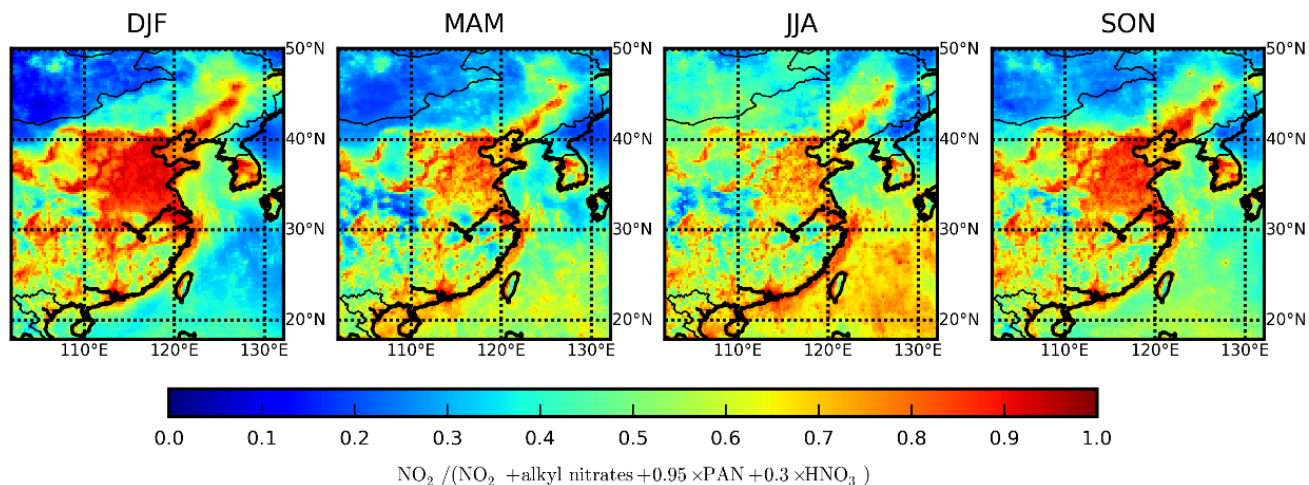 DJF MAM JJA SON
50°N 50°N 50°N 50°N
40°N 40°N 40°N 40°N
30°N 30°N 30°N 30°N
20°N 20°N 20°N 20°N
110°E 120°E 130°E 110°E 120°E 130°E 110°E 120°E 130°E 110°E 120°E 130°E
0.0 0.1 0.2 0.3 0.4 0.5 0.6 0.7 0.8 0.9 1.0
NO₂ /(NO₂ +alkyl nitrates+0.95×PAN+0.3×HNO₃ )